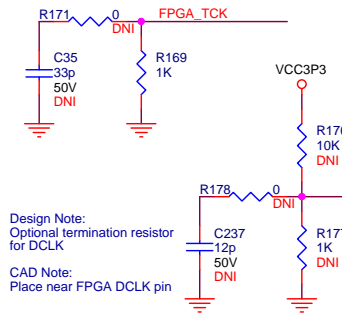 R171 0 FPGA_TCK
DNI
C35
33p
50V
DNI
R169
1K
VCC3P3
10K
DNI
R178 0
DNI
C237
12p
50V
DNI
1K
DNI
Design Note:
Optional termination resistor
for DCLK
CAD Note:
Place near FPGA DCLK pin